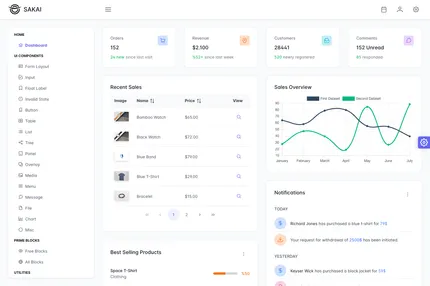 SAKAI
HOME
Dashboard
UI COMPONENTS
Form Layout
Input
Float Label
Invalid State
Button
Table
List
Tree
Panel
Overlay
Media
Menu
Message
File
Chart
Misc
PRIME BLOCKS
Free Blocks
All Blocks
UTILITIES
Orders
152
24 new since last visit
Revenue
$2.100
%52+ since last week
Customers
28441
520 newly registered
Comments
152 Unread
85 responded
Recent Sales
Image Name Price View
Bamboo Watch $65.00
Black Watch $72.00
Blue Band $79.00
Blue T-Shirt $29.00
Bracelet $15.00
1 2
Best Selling Products
Space T-Shirt
Clothing
%50
Sales Overview
First Dataset Second Dataset
90
80
70
60
50
40
30
20
10
January February March April May June July
Notifications
TODAY
Richard Jones has purchased a blue t-shirt for 79$
Your request for withdrawal of 2500$ has been initiated.
YESTERDAY
Keyser Wick has purchased a black jacket for 59$